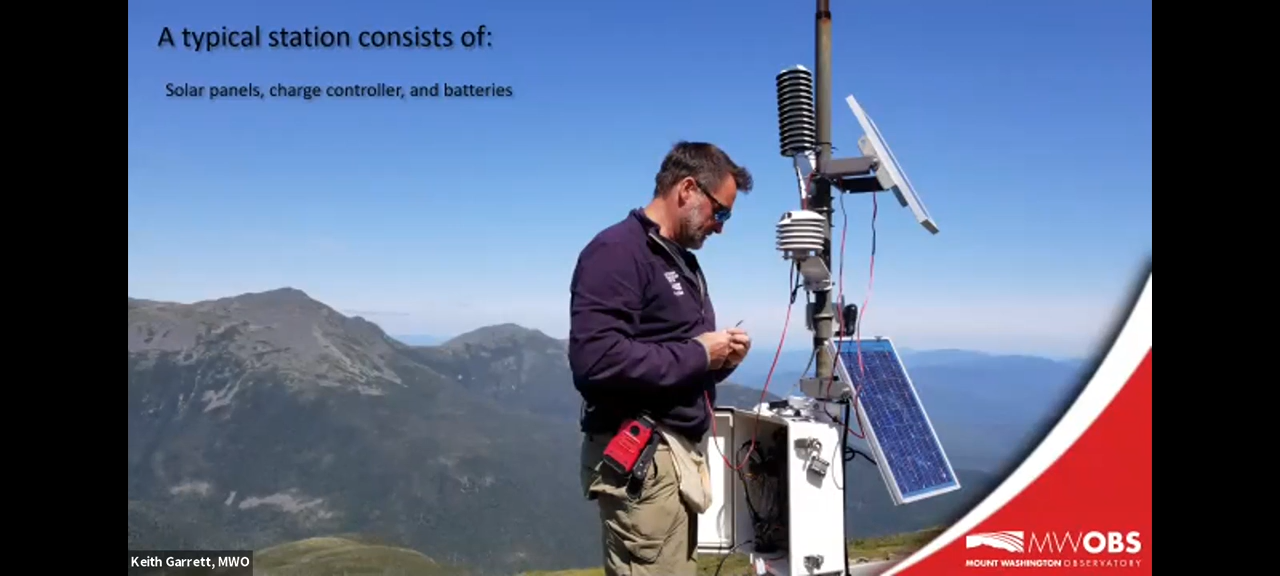 A typical station consists of:
Solar panels, charge controller, and batteries
MWOBS
MOUNT WASHINGTON OBSERVATORY
Keith Garrett, MWO